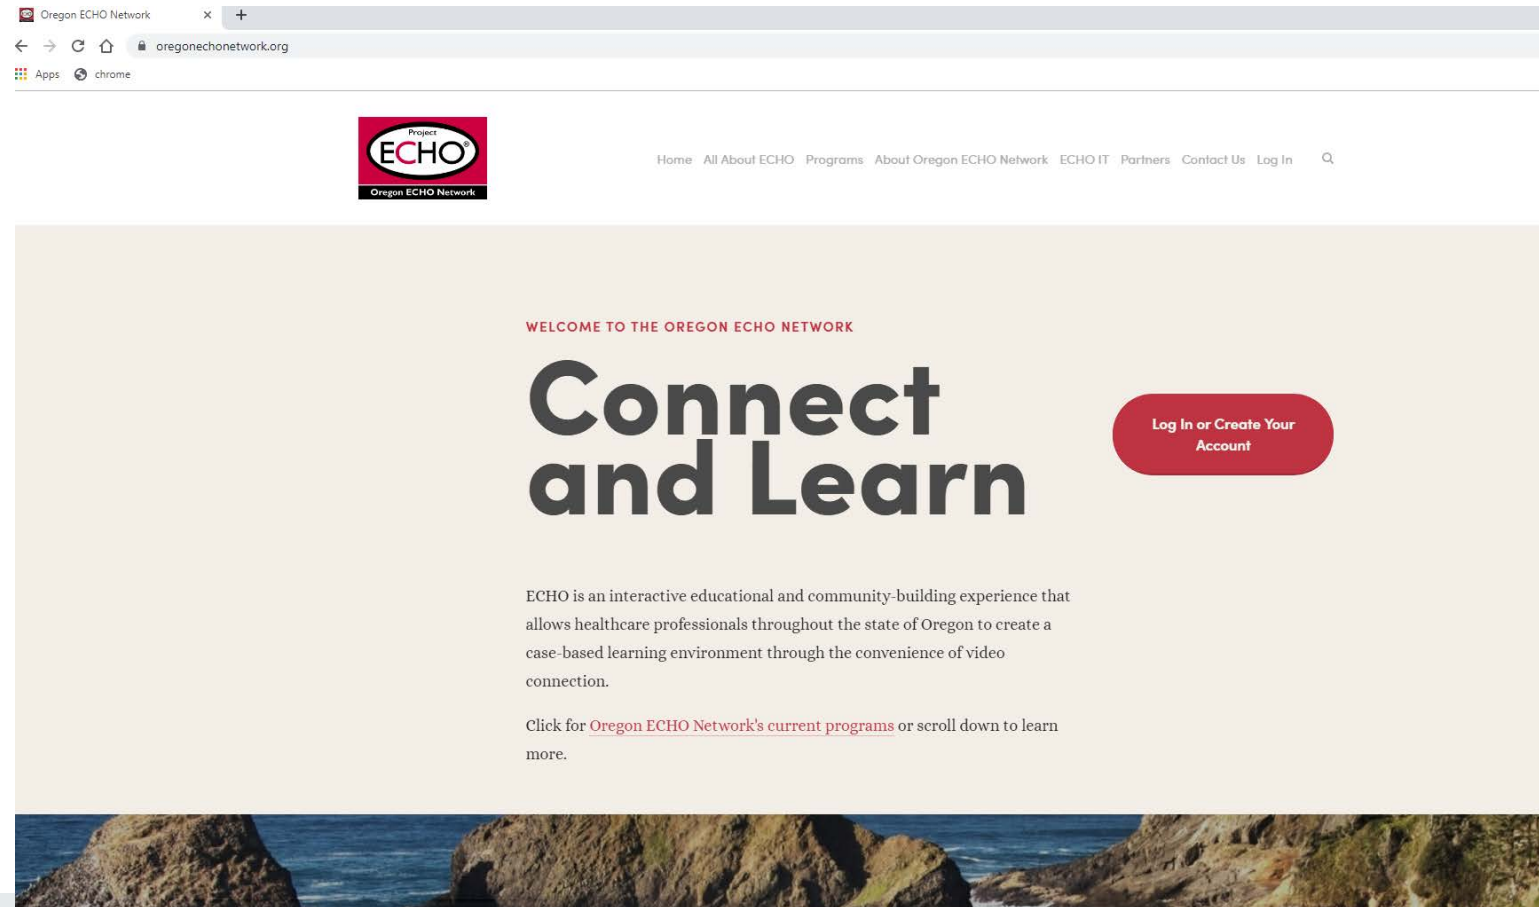 Oregon ECHO Network
oregonechonetwork.org
Apps chrome
Project
ECHO®
Oregon ECHO Network
Home All About ECHO Programs About Oregon ECHO Network ECHO IT Partners Contact Us Log In
WELCOME TO THE OREGON ECHO NETWORK
Connect
and Learn
Log In or Create Your
Account
ECHO is an interactive educational and community-building experience that
allows healthcare professionals throughout the state of Oregon to create a
case-based learning environment through the convenience of video
connection.
Click for Oregon ECHO Network's current programs or scroll down to learn
more.